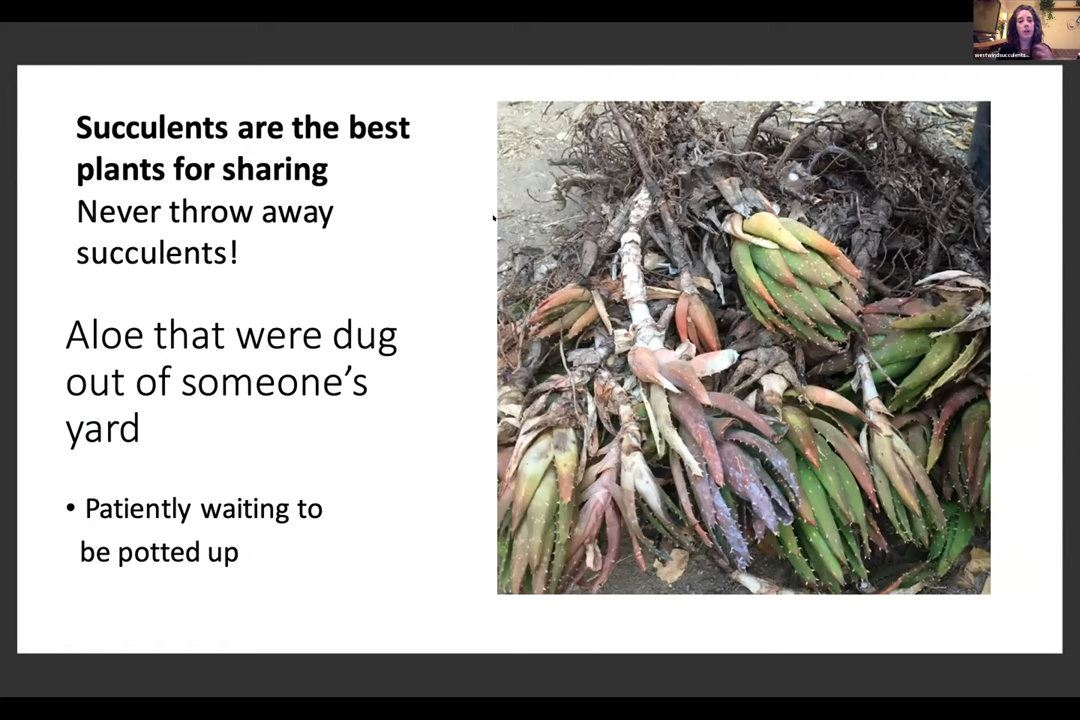 westwindsucculents...
Succulents are the best
plants for sharing
Never throw away
succulents!
Aloe that were dug
out of someone’s
yard
• Patiently waiting to
be potted up